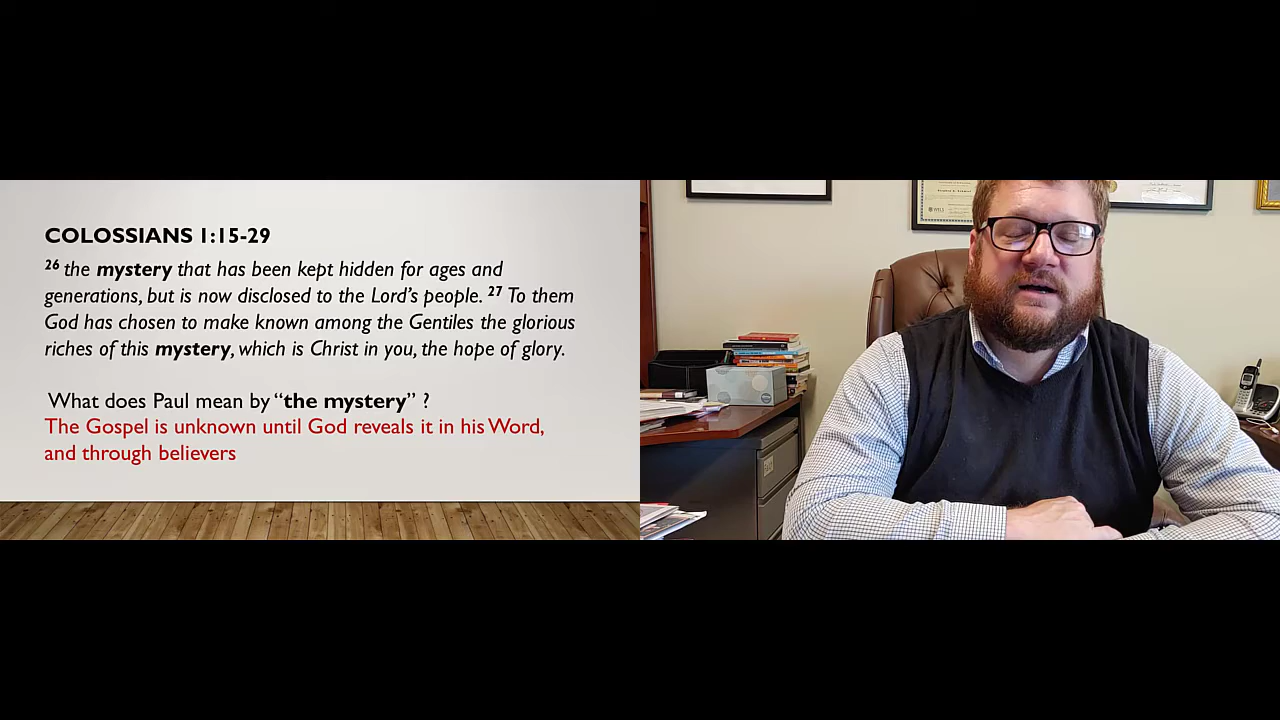 COLOSSIANS 1:15-29
26 the mystery that has been kept hidden for ages and
generations, but is now disclosed to the Lord's people. 27 To them
God has chosen to make known among the Gentiles the glorious
riches of this mystery, which is Christ in you, the hope of glory.
What does Paul mean by “the mystery” ?
The Gospel is unknown until God reveals it in his Word,
and through believers